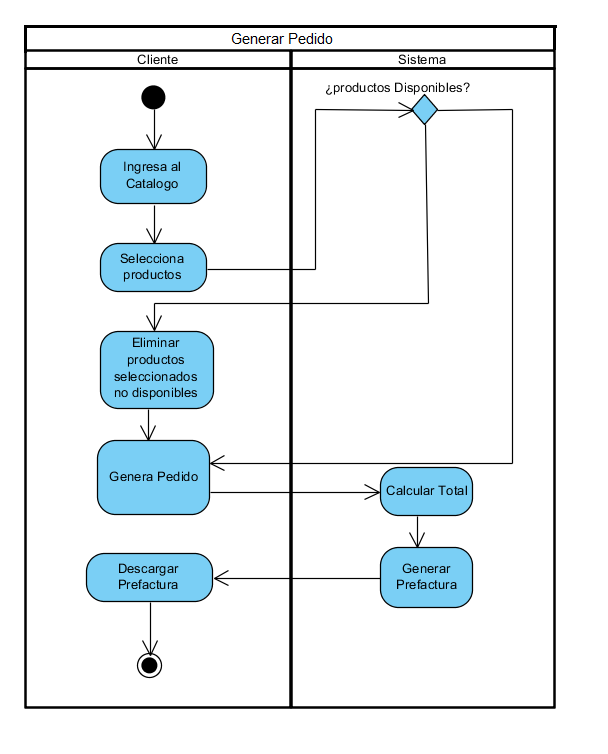 Generar Pedido
Cliente
Sistema
¿productos Disponibles?
Ingresa al
Catalogo
Selecciona
productos
Eliminar
productos
seleccionados
no disponibles
Genera Pedido
Calcular Total
Descargar
Prefactura
Generar
Prefactura